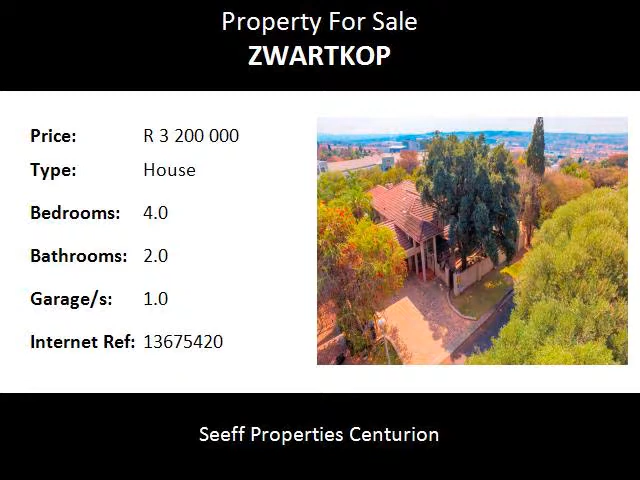 Property For Sale
ZWARTKOP
Price: R 3 200 000
Type: House
Bedrooms: 4.0
Bathrooms: 2.0
Garage/s: 1.0
Internet Ref: 13675420
Seeff Properties Centurion